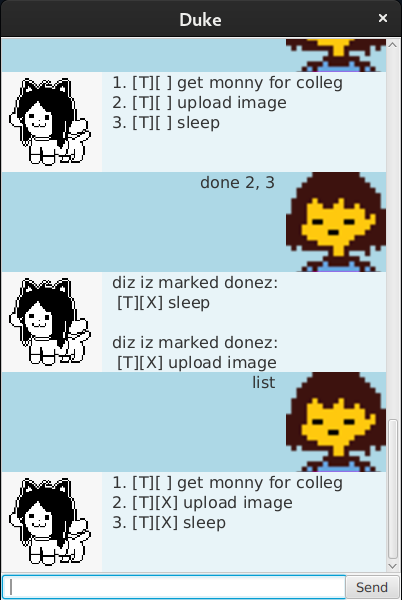 Duke
1. [T][ ] get monny for colleg
2. [T][ ] upload image
3. [T][ ] sleep
done 2, 3
diz iz marked donez:
[T][X] sleep
diz iz marked donez:
[T][X] upload image
list
1. [T][ ] get monny for colleg
2. [T][X] upload image
3. [T][X] sleep
Send